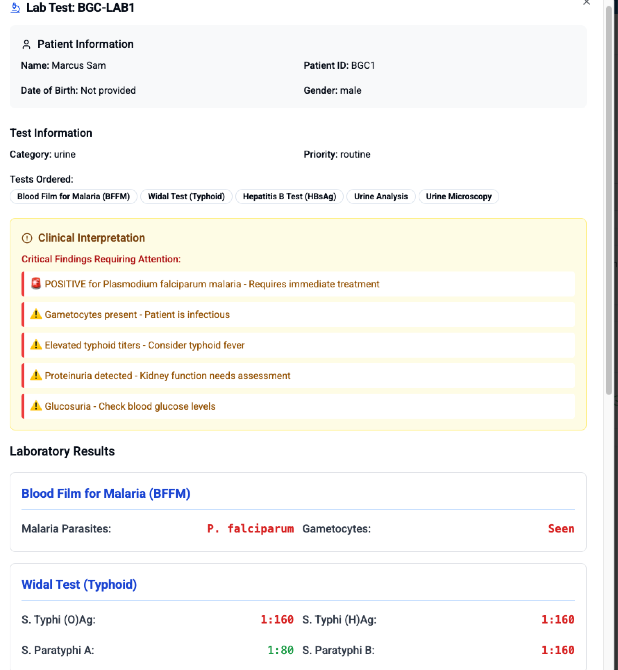 Lab Test: BGC-LAB1
Patient Information
Name: Marcus Sam Patient ID: BGC1
Date of Birth: Not provided Gender: male
Test Information
Category: urine Priority: routine
Tests Ordered:
Blood Film for Malaria (BFFM) Widal Test (Typhoid) Hepatitis B Test (HBsAg) Urine Analysis Urine Microscopy
Clinical Interpretation
Critical Findings Requiring Attention:
🚨 POSITIVE for Plasmodium falciparum malaria - Requires immediate treatment
⚠️ Gametocytes present - Patient is infectious
⚠️ Elevated typhoid titers - Consider typhoid fever
⚠️ Proteinuria detected - Kidney function needs assessment
⚠️ Glucosuria - Check blood glucose levels
Laboratory Results
Blood Film for Malaria (BFFM)
Malaria Parasites: P. falciparum Gametocytes: Seen
Widal Test (Typhoid)
S. Typhi (O)Ag: 1:160 S. Typhi (H)Ag: 1:160
S. Paratyphi A: 1:80 S. Paratyphi B: 1:160